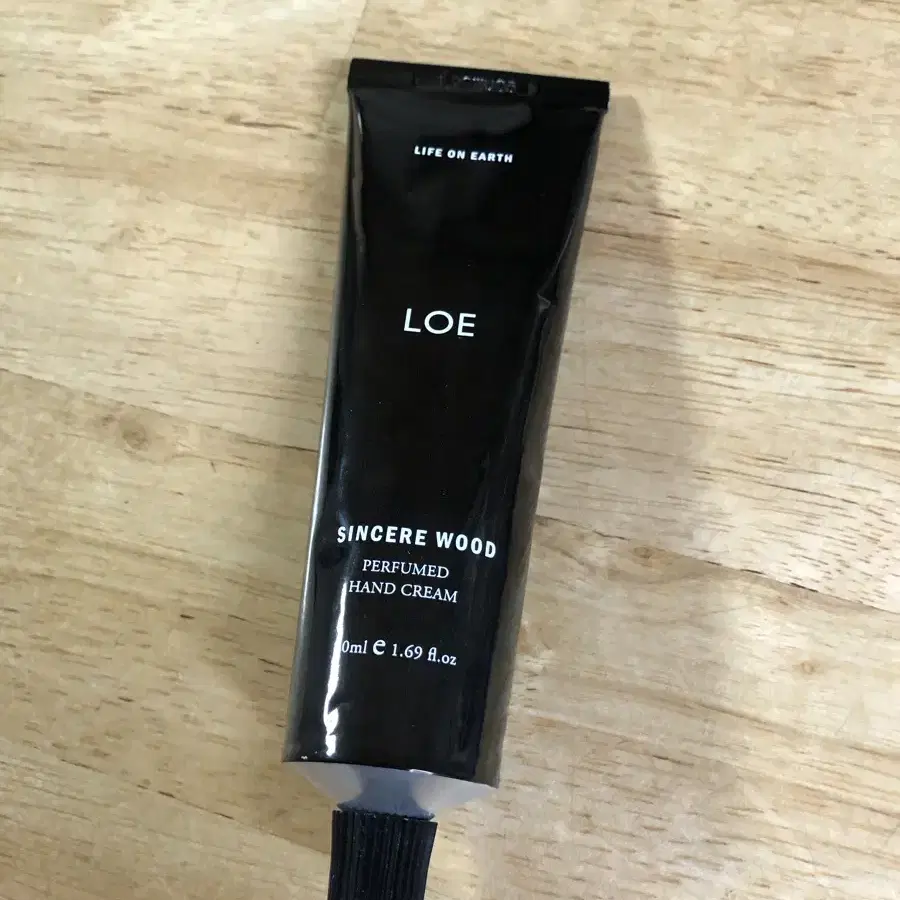 LIFE ON EARTH
LOE
SINCERE WOOD
PERFUMED
HAND CREAM
0ml e 1.69 fl.oz